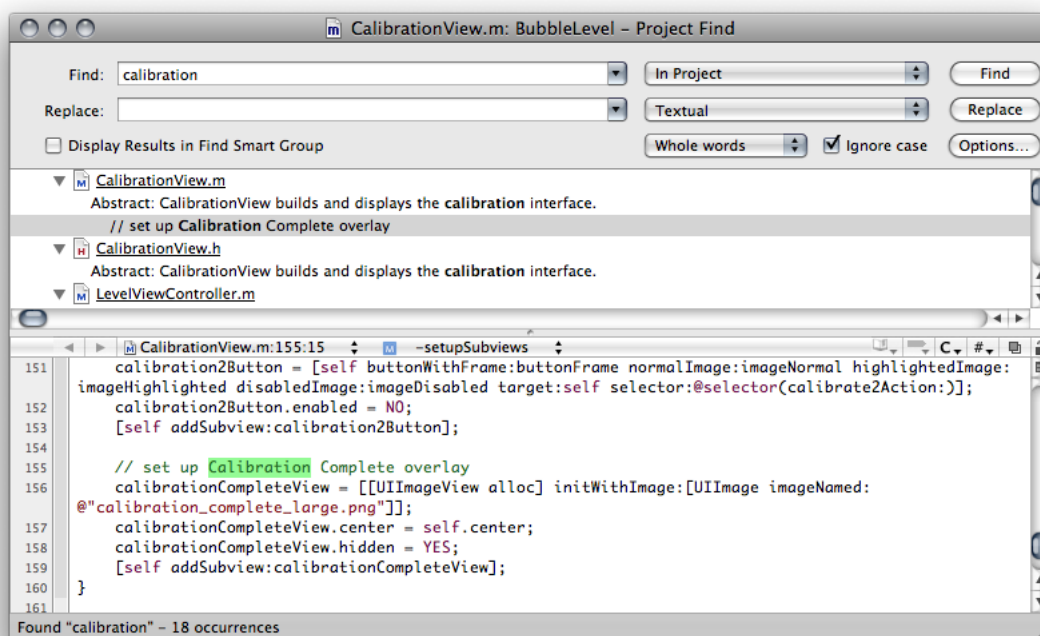 CalibrationView.m: BubbleLevel – Project Find
Find: calibration In Project Find
Replace: Textual Replace
Display Results in Find Smart Group Whole words Ignore case Options...
CalibrationView.m
Abstract: CalibrationView builds and displays the calibration interface.
// set up Calibration Complete overlay
CalibrationView.h
Abstract: CalibrationView builds and displays the calibration interface.
LevelViewController.m
CalibrationView.m:155:15 M -setupSubviews C #
151 calibration2Button = [self buttonWithFrame:buttonFrame normalImage:imageNormal highlightedImage:
imageHighlighted disabledImage:imageDisabled target:self selector:@selector(calibrate2Action:)];
152 calibration2Button.enabled = NO;
153 [self addSubview:calibration2Button];
154
155 // set up Calibration Complete overlay
156 calibrationCompleteView = [[UIImageView alloc] initWithImage:[UIImage imageNamed:
@"calibration_complete_large.png"]];
157 calibrationCompleteView.center = self.center;
158 calibrationCompleteView.hidden = YES;
159 [self addSubview:calibrationCompleteView];
160 }
161
Found "calibration" – 18 occurrences